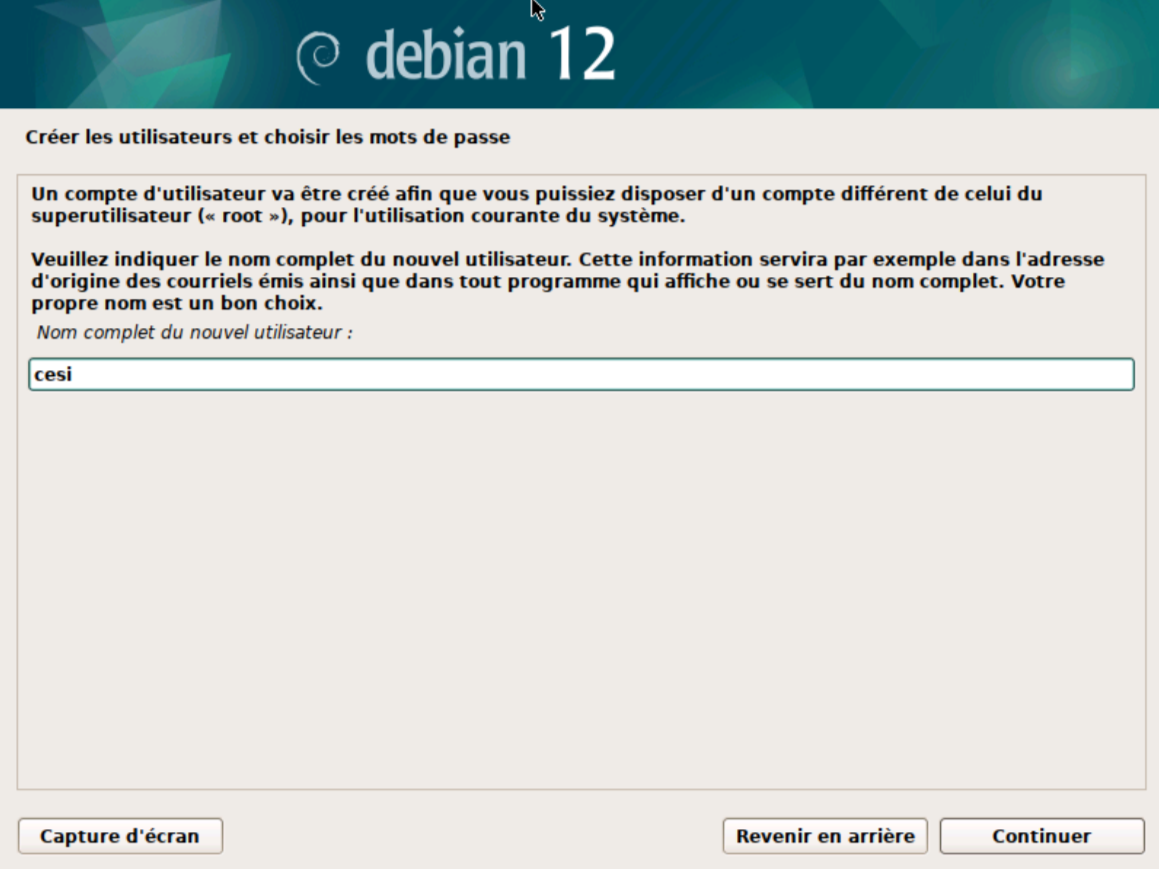 debian 12
Créer les utilisateurs et choisir les mots de passe
Un compte d'utilisateur va être créé afin que vous puissiez disposer d'un compte différent de celui du
superutilisateur (« root »), pour l'utilisation courante du système.
Veuillez indiquer le nom complet du nouvel utilisateur. Cette information servira par exemple dans l'adresse
d'origine des courriels émis ainsi que dans tout programme qui affiche ou se sert du nom complet. Votre
propre nom est un bon choix.
Nom complet du nouvel utilisateur :
cesi
Capture d'écran
Revenir en arrière
Continuer